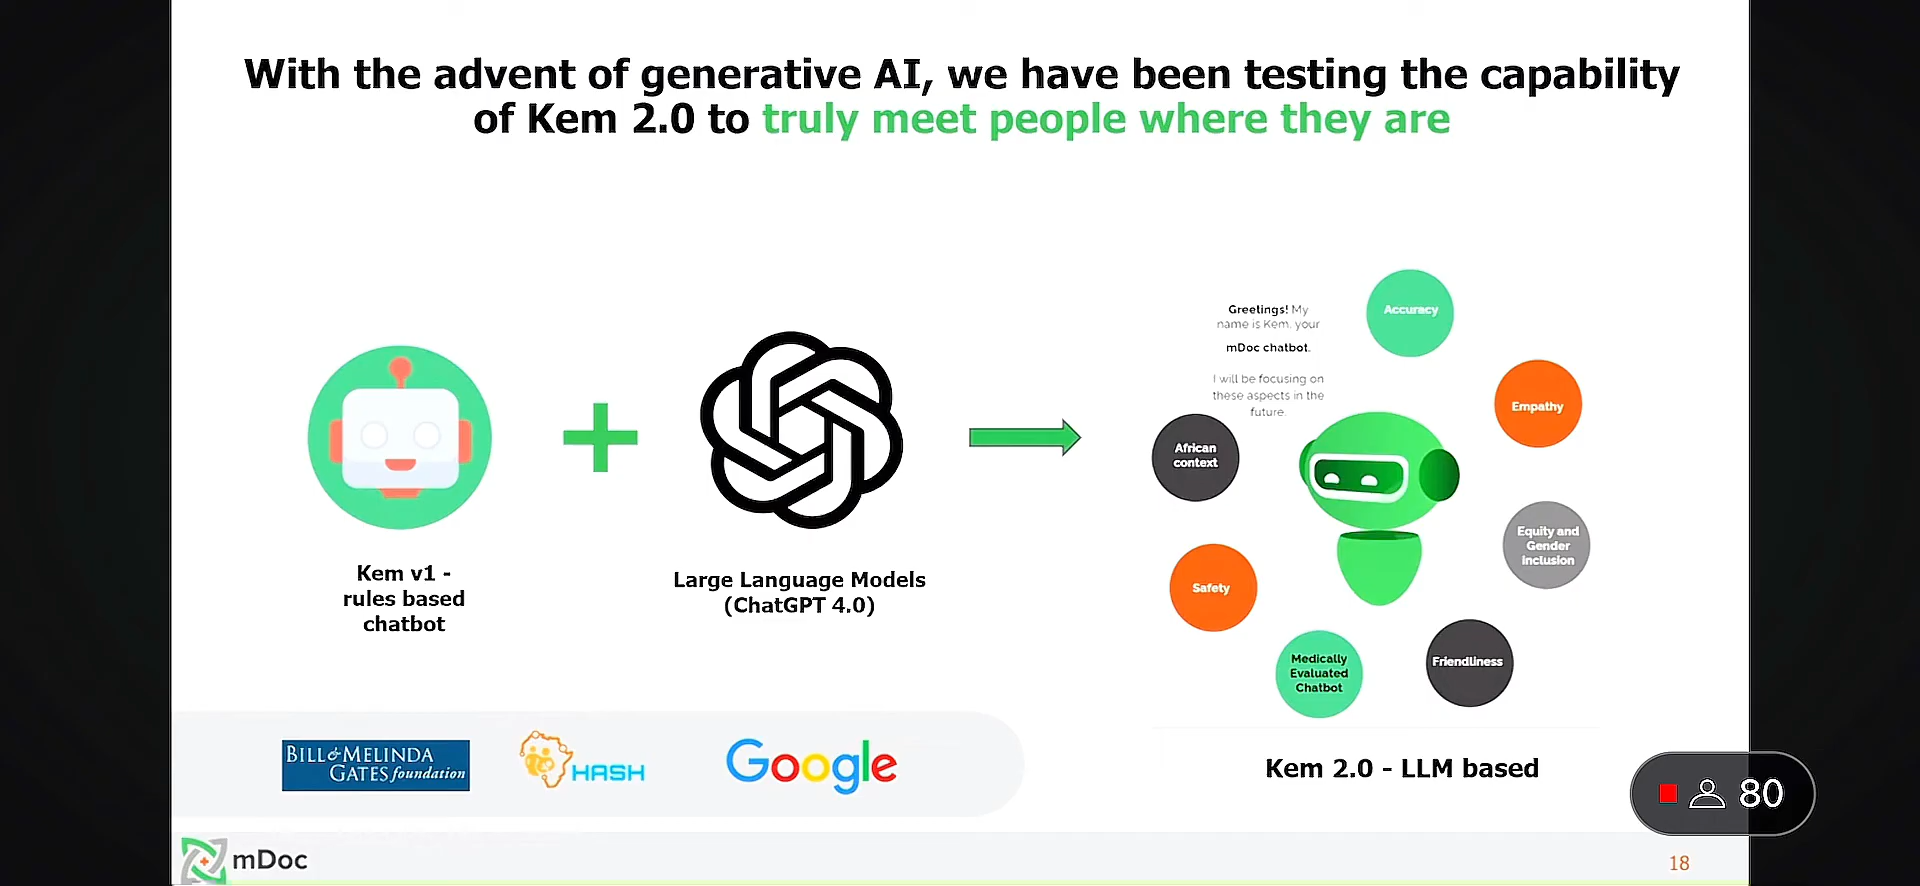 With the advent of generative AI, we have been testing the capability
of Kem 2.0 to truly meet people where they are
Kem v1 -
rules based
chatbot
Large Language Models
(ChatGPT 4.0)
Greetings! My
name is Kem, your
mDoc chatbot.
I will be focusing on
these aspects in the
future.
Accuracy
Empathy
African
context
Equity and
Gender
Inclusion
Safety
Medically
Evaluated
Chatbot
Friendliness
Kem 2.0 - LLM based
BILL & MELINDA
GATES foundation
HASH
Google
80
mDoc
18